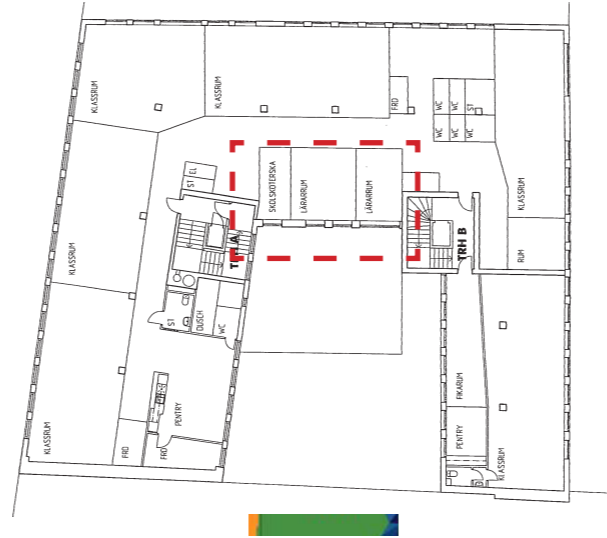 KLASSRUM
KLASSRUM
FRD
WC
WC
ST
WC
WC
WC
ST
EL
SKOLSKÖTERSKA
LÄRARRUM
LÄRARRUM
KLASSRUM
TRH A
TRH B
RUM
KLASSRUM
ST
DUSCH
WC
FIKARUM
PENTRY
PENTRY
KLASSRUM
FRD
FRD
KLASSRUM